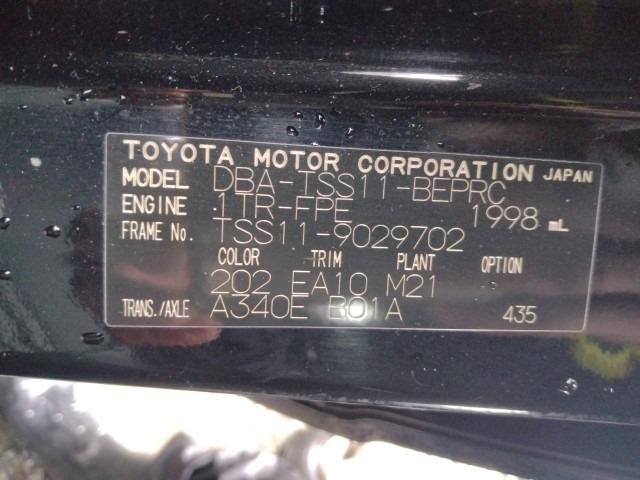 TOYOTA MOTOR CORPORATION JAPAN
MODEL DBA-TSS11-BEPRC
ENGINE 1TR-FPE 1998 mL
FRAME No. TSS11-9029702
COLOR TRIM PLANT OPTION
202 EA10 M21
TRANS./AXLE A340E B01A 435